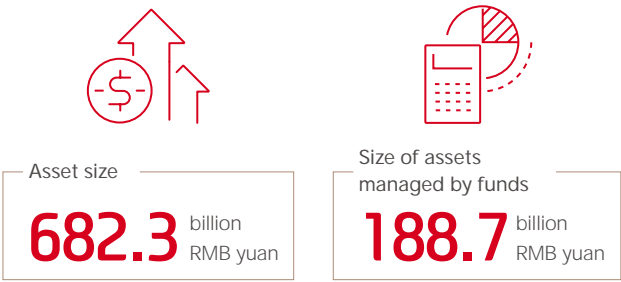 $
Asset size
682.3 billion
RMB yuan
Size of assets
managed by funds
188.7 billion
RMB yuan